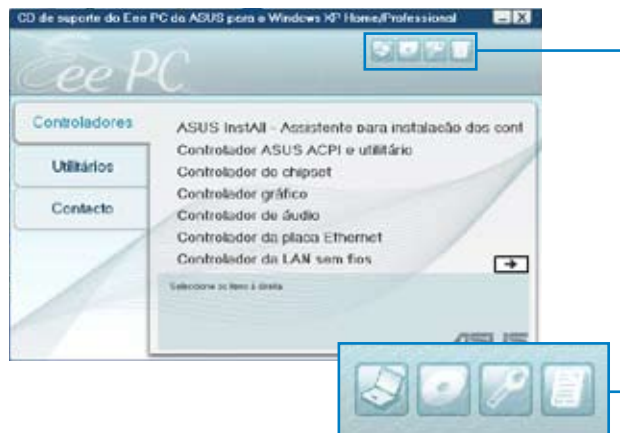 CD de suporte do Eee PC da ASUS para o Windows XP Home/Professional
Eee PC
Controladores
Utilitários
Contacto
ASUS InstAll - Assistente para instalação dos cont
Controlador ASUS ACPI e utilitário
Controlador do chipset
Controlador gráfico
Controlador de áudio
Controlador da placa Ethernet
Controlador da LAN sem fios
Seleccione os itens à direita
ASUS